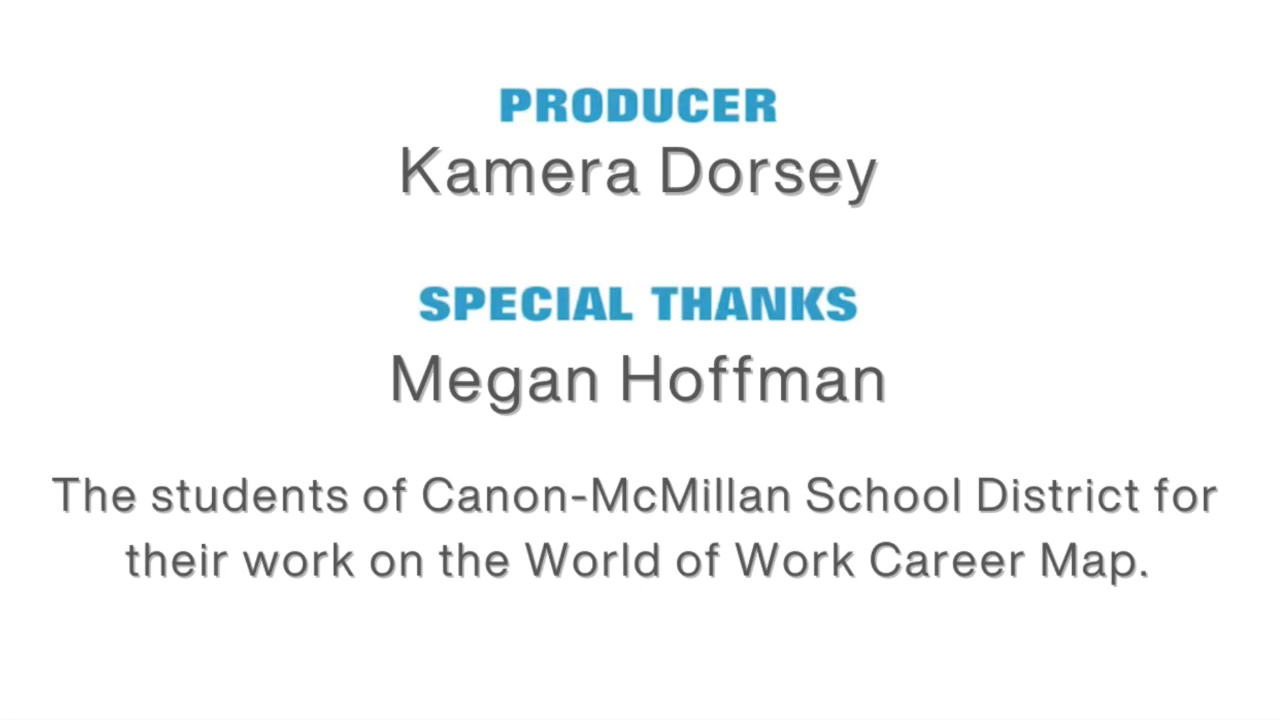 PRODUCER
Kamera Dorsey
SPECIAL THANKS
Megan Hoffman
The students of Canon-McMillan School District for
their work on the World of Work Career Map.